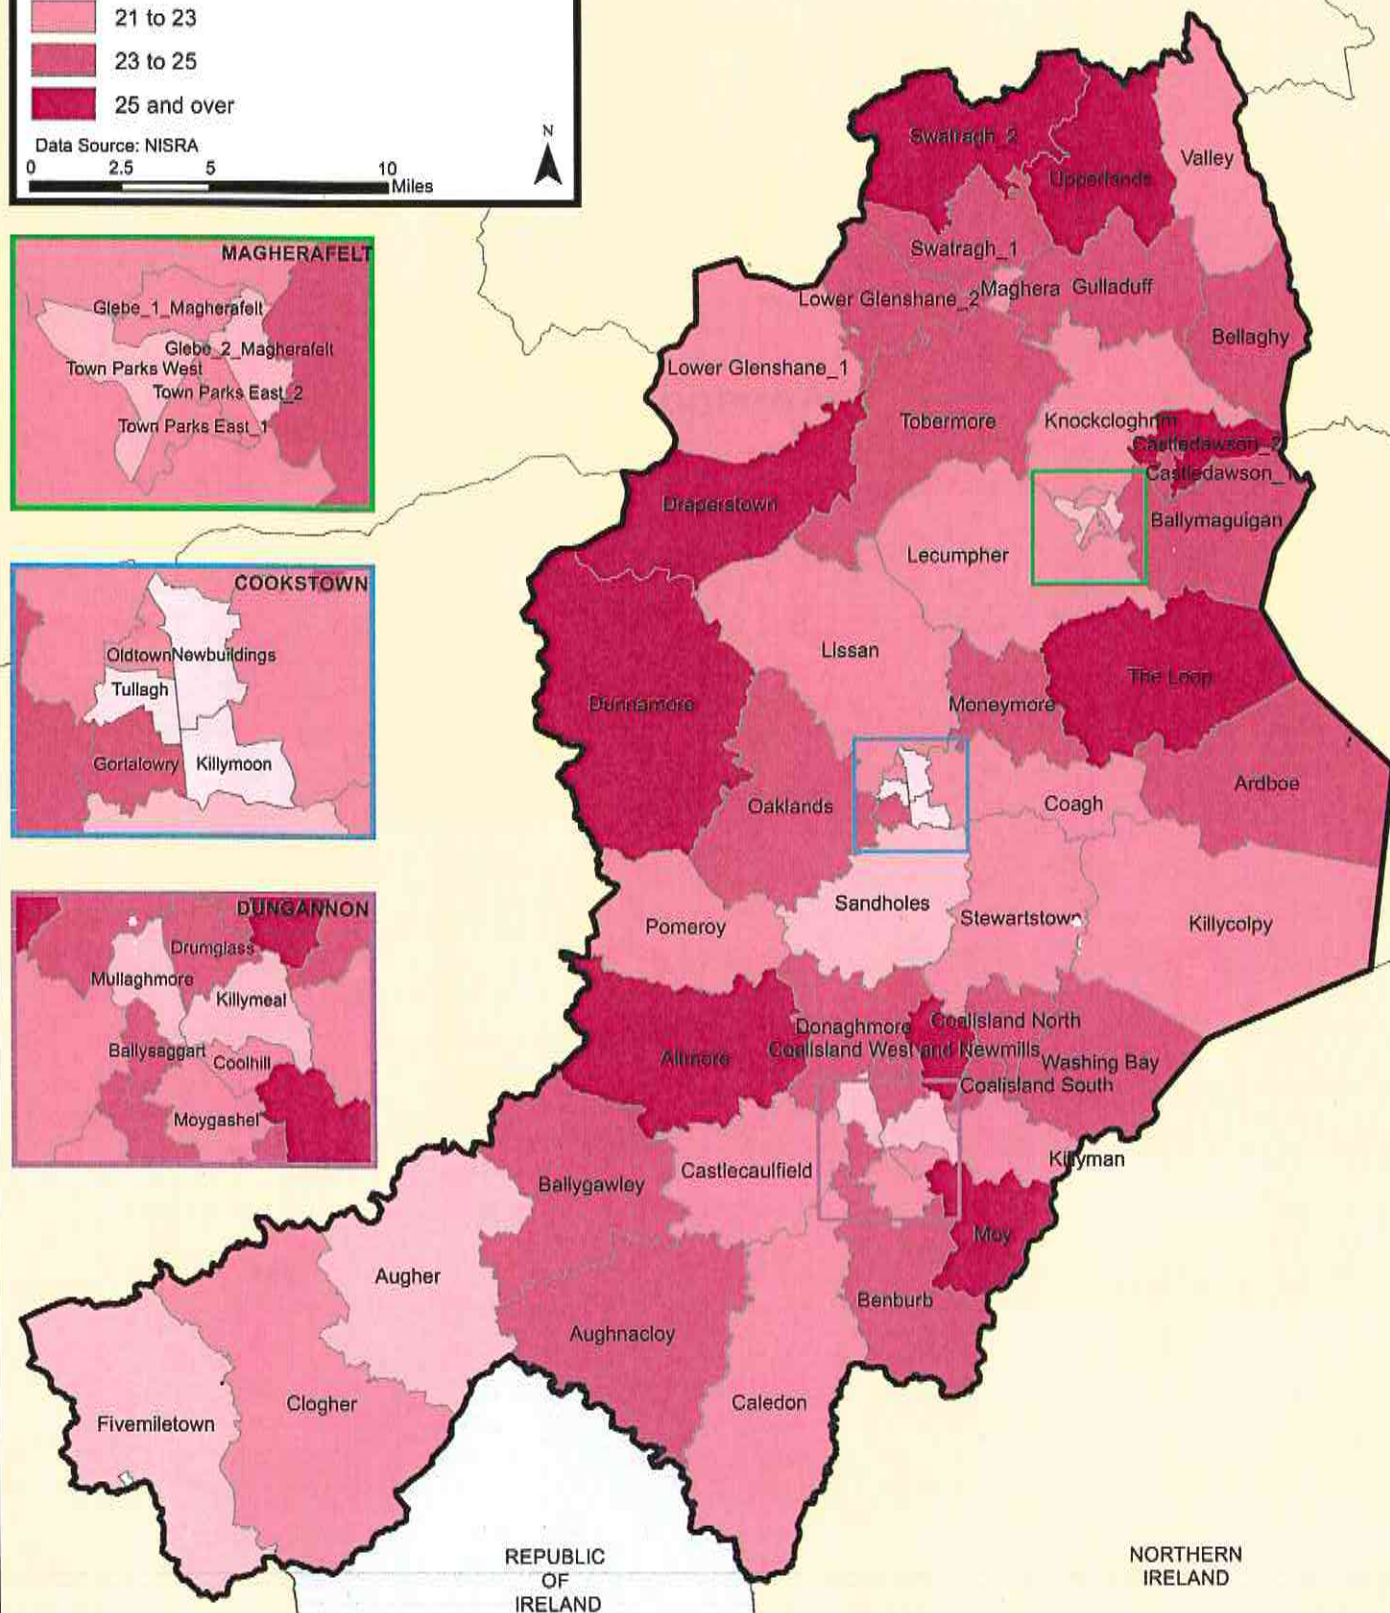 21 to 23
23 to 25
25 and over
Data Source: NISRA
N
0 2.5 5 10
Miles
MAGHERAFELT
Glebe_1_Magherafelt
Glebe_2_Magherafelt
Town Parks West
Town Parks East_2
Town Parks East_1
COOKSTOWN
Oldtown Newbuildings
Tullagh
Gortalowry Killymoon
DUNGANNON
Drumglass
Mullaghmore
Killymeal
Ballysaggart
Coolhill
Moygashel
Swatragh_2
Valley
Upperlands
Swatragh_1
Lower Glenshane_2 Maghera Gulladuff
Bellaghy
Lower Glenshane_1
Tobermore Knockcloghrim
Castledawson_2
Castledawson_1
Draperstown
Ballymaguigan
Lecumpher
Lissan
The Loop
Dunnamore Moneymore
Ardboe
Oaklands Coagh
Sandholes
Pomeroy Stewartstown Killycolpy
Donaghmore Coalisland North
Coalisland West and Newmills
Altmore Washing Bay
Coalisland South
Killyman
Castlecaulfield
Ballygawley
Moy
Augher
Benburb
Aughnacloy
Clogher Caledon
Fivemiletown
REPUBLIC
OF
IRELAND
NORTHERN
IRELAND